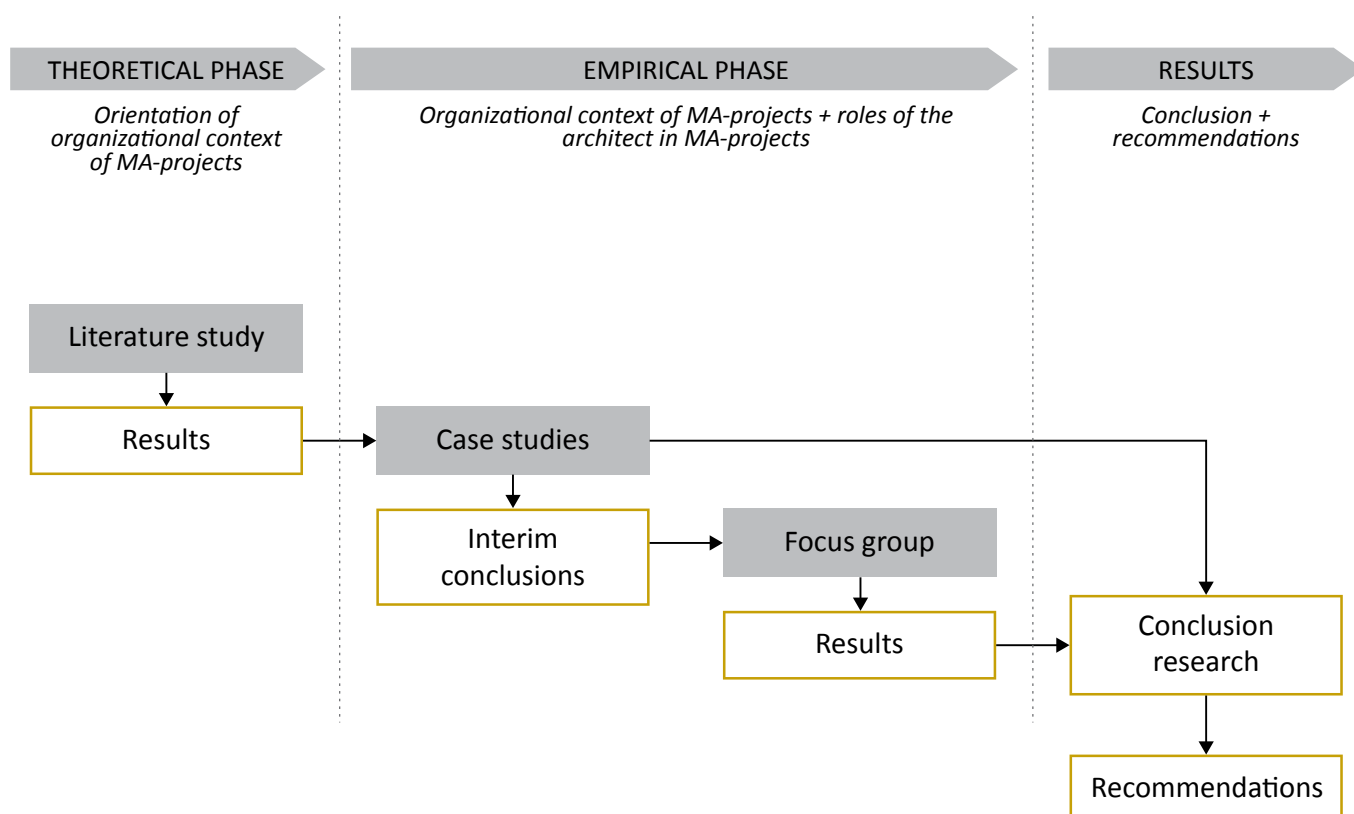 THEORETICAL PHASE
Orientation of
organizational context
of MA-projects
EMPIRICAL PHASE
Organizational context of MA-projects + roles of the
architect in MA-projects
RESULTS
Conclusion +
recommendations
Literature study
Results
Case studies
Interim
conclusions
Focus group
Results
Conclusion
research
Recommendations